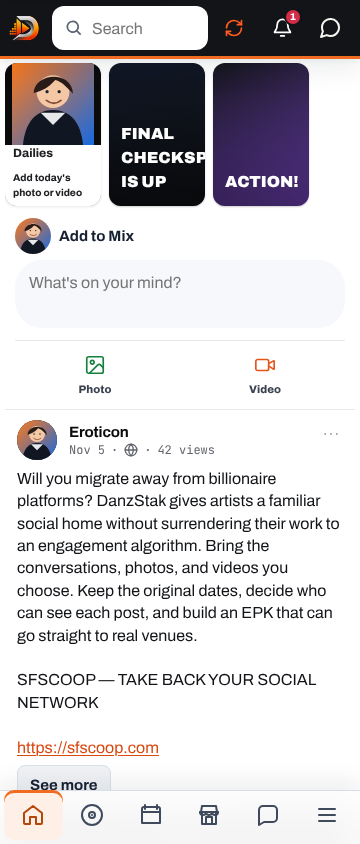 Search
1
Dailies
Add today's
photo or video
FINAL
CHECKSP
IS UP
ACTION!
Add to Mix
What's on your mind?
Photo
Video
Eroticon
Nov 5 · · 42 views
Will you migrate away from billionaire
platforms? DanzStak gives artists a familiar
social home without surrendering their work to
an engagement algorithm. Bring the
conversations, photos, and videos you
choose. Keep the original dates, decide who
can see each post, and build an EPK that can
go straight to real venues.
SFSCOOP — TAKE BACK YOUR SOCIAL
NETWORK
https://sfscoop.com
See more